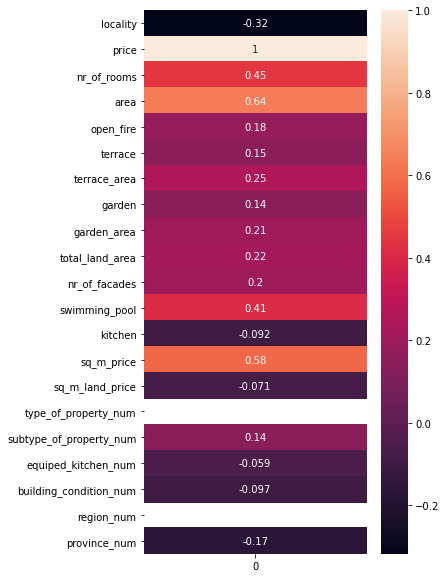 locality -0.32
price 1
nr_of_rooms 0.45
area 0.64
open_fire 0.18
terrace 0.15
terrace_area 0.25
garden 0.14
garden_area 0.21
total_land_area 0.22
nr_of_facades 0.2
swimming_pool 0.41
kitchen -0.092
sq_m_price 0.58
sq_m_land_price -0.071
type_of_property_num
subtype_of_property_num 0.14
equiped_kitchen_num -0.059
building_condition_num -0.097
region_num
province_num -0.17
0
1.0
0.8
0.6
0.4
0.2
0.0
−0.2